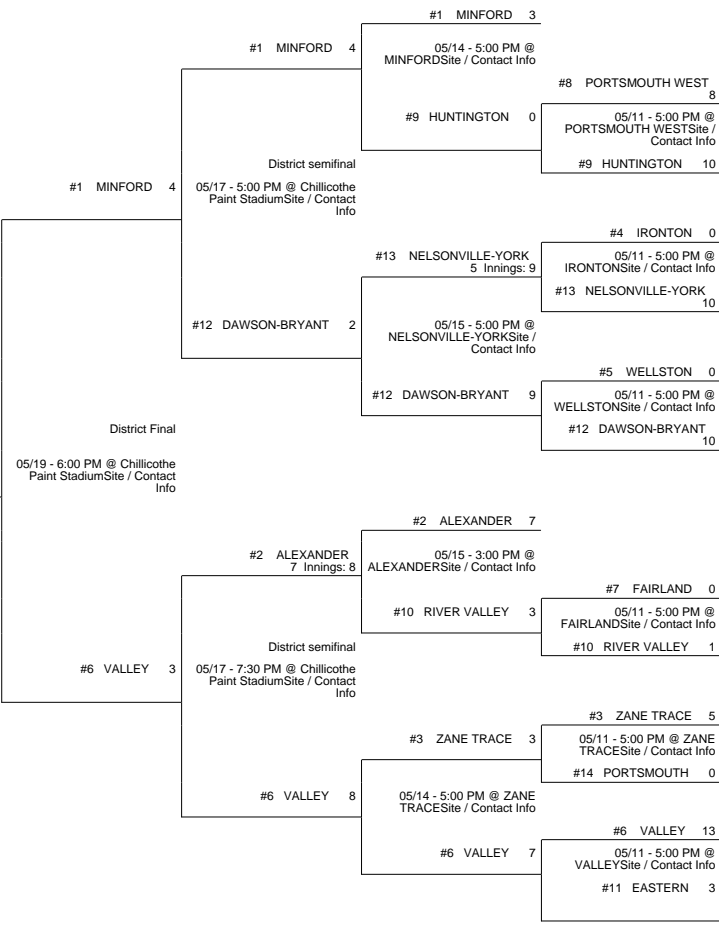 #1 MINFORD 3
#1 MINFORD 4
05/14 - 5:00 PM @
MINFORDSite / Contact Info
#8 PORTSMOUTH WEST
8
#9 HUNTINGTON 0
05/11 - 5:00 PM @
PORTSMOUTH WESTSite /
Contact Info
District semifinal
#9 HUNTINGTON 10
#1 MINFORD 4
05/17 - 5:00 PM @ Chillicothe
Paint StadiumSite / Contact
Info
#4 IRONTON 0
#13 NELSONVILLE-YORK
5 Innings: 9
05/11 - 5:00 PM @
IRONTONSite / Contact Info
#13 NELSONVILLE-YORK
10
#12 DAWSON-BRYANT 2
05/15 - 5:00 PM @
NELSONVILLE-YORKSite /
Contact Info
#5 WELLSTON 0
#12 DAWSON-BRYANT 9
05/11 - 5:00 PM @
WELLSTONSite / Contact Info
District Final
#12 DAWSON-BRYANT
10
05/19 - 6:00 PM @ Chillicothe
Paint StadiumSite / Contact
Info
#2 ALEXANDER 7
#2 ALEXANDER
7 Innings: 8
05/15 - 3:00 PM @
ALEXANDERSite / Contact Info
#7 FAIRLAND 0
#10 RIVER VALLEY 3
05/11 - 5:00 PM @
FAIRLANDSite / Contact Info
District semifinal
#10 RIVER VALLEY 1
#6 VALLEY 3
05/17 - 7:30 PM @ Chillicothe
Paint StadiumSite / Contact
Info
#3 ZANE TRACE 5
#3 ZANE TRACE 3
05/11 - 5:00 PM @ ZANE
TRACESite / Contact Info
#14 PORTSMOUTH 0
#6 VALLEY 8
05/14 - 5:00 PM @ ZANE
TRACESite / Contact Info
#6 VALLEY 13
#6 VALLEY 7
05/11 - 5:00 PM @
VALLEYSite / Contact Info
#11 EASTERN 3